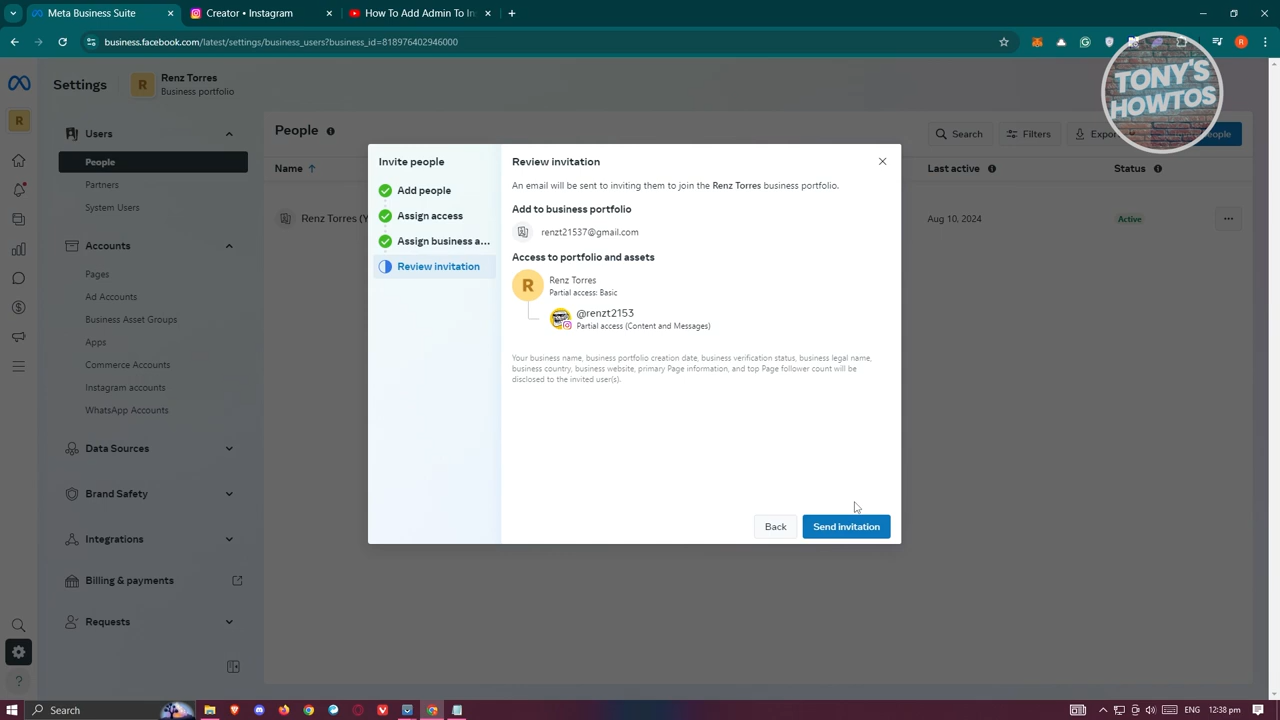 Meta Business Suite
Creator • Instagram
How To Add Admin To In
business.facebook.com/latest/settings/business_users?business_id=818976402946000
Settings
R
Renz Torres
Business portfolio
TONY'S
HOWTOS
R
Users
People
Partners
System Users
Accounts
Pages
Ad Accounts
Business Asset Groups
Apps
Commerce Accounts
Instagram accounts
WhatsApp Accounts
Data Sources
Brand Safety
Integrations
Billing & payments
Requests
People
Search
Filters
Export
People
Name
Last active
Status
Renz Torres (Y
Aug 10, 2024
Active
Invite people
Add people
Assign access
Assign business a...
Review invitation
Review invitation
An email will be sent to inviting them to join the Renz Torres business portfolio.
Add to business portfolio
renzt21537@gmail.com
Access to portfolio and assets
R
Renz Torres
Partial access: Basic
@renzt2153
Partial access (Content and Messages)
Your business name, business portfolio creation date, business verification status, business legal name,
business country, business website, primary Page information, and top Page follower count will be
disclosed to the invited user(s).
Back
Send invitation
Search
ENG
12:38 pm